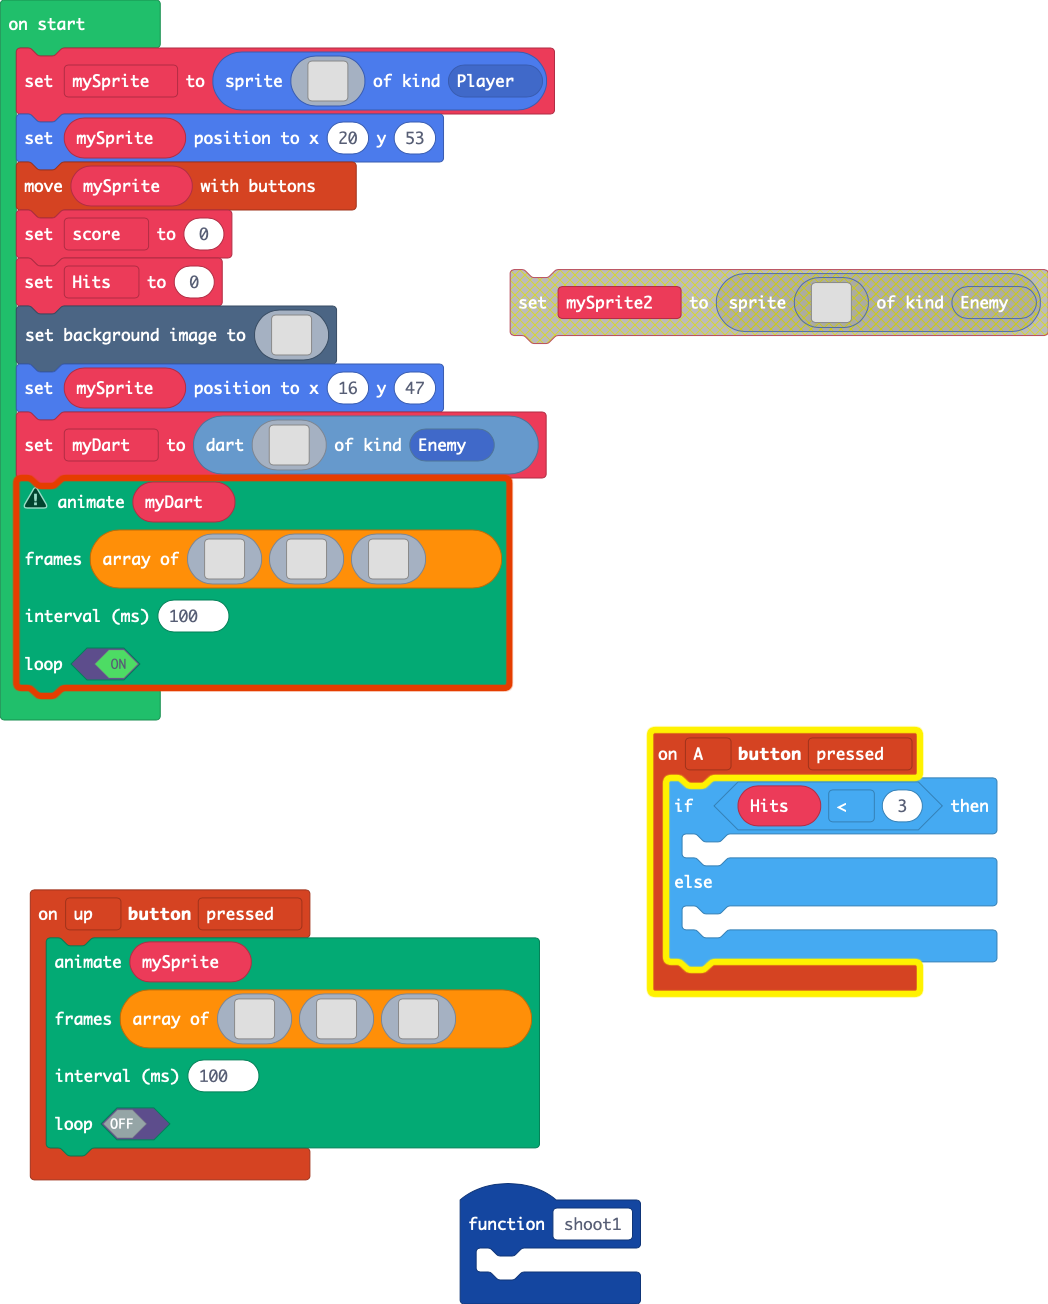 on start
set mySprite to sprite of kind Player
set mySprite position to x 20 y 53
move mySprite with buttons
set score to 0
set Hits to 0
set background image to
set mySprite position to x 16 y 47
set myDart to dart of kind Enemy
animate myDart
frames array of
interval (ms) 100
loop ON
set mySprite2 to sprite of kind Enemy
on A button pressed
if Hits < 3 then
else
on up button pressed
animate mySprite
frames array of
interval (ms) 100
loop OFF
function shoot1